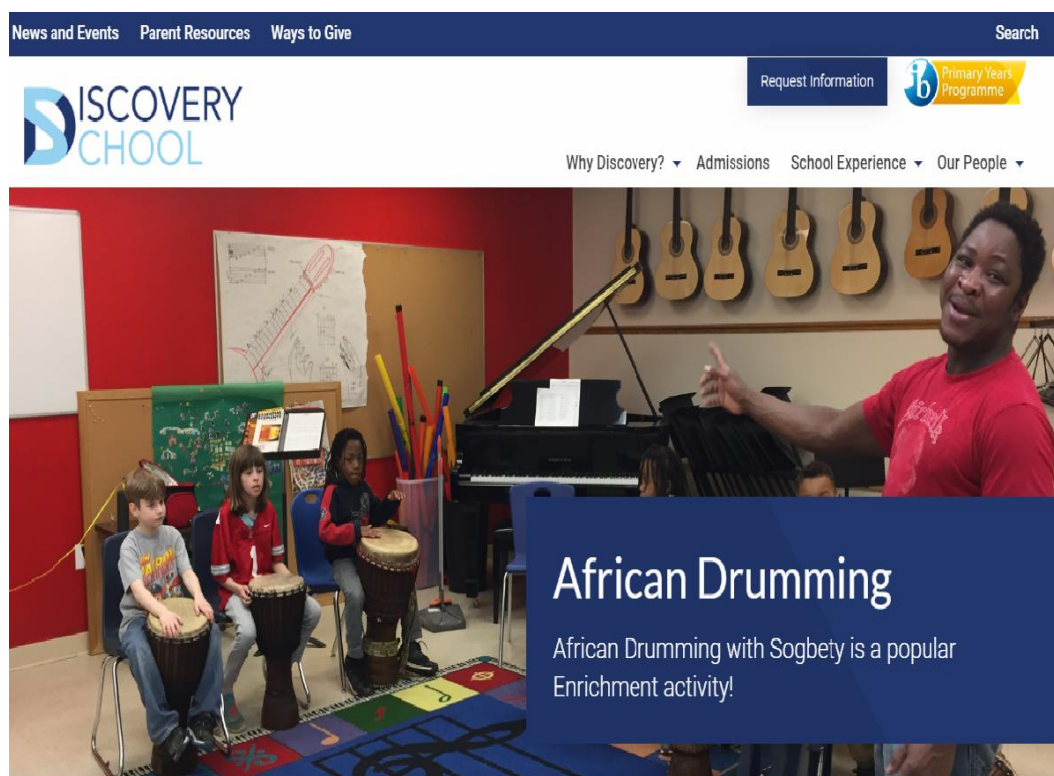 News and Events Parent Resources Ways to Give Search
Request Information
ib Primary Years
Programme
DISCOVERY
SCHOOL
Why Discovery? Admissions School Experience Our People
African Drumming
African Drumming with Sogbety is a popular
Enrichment activity!